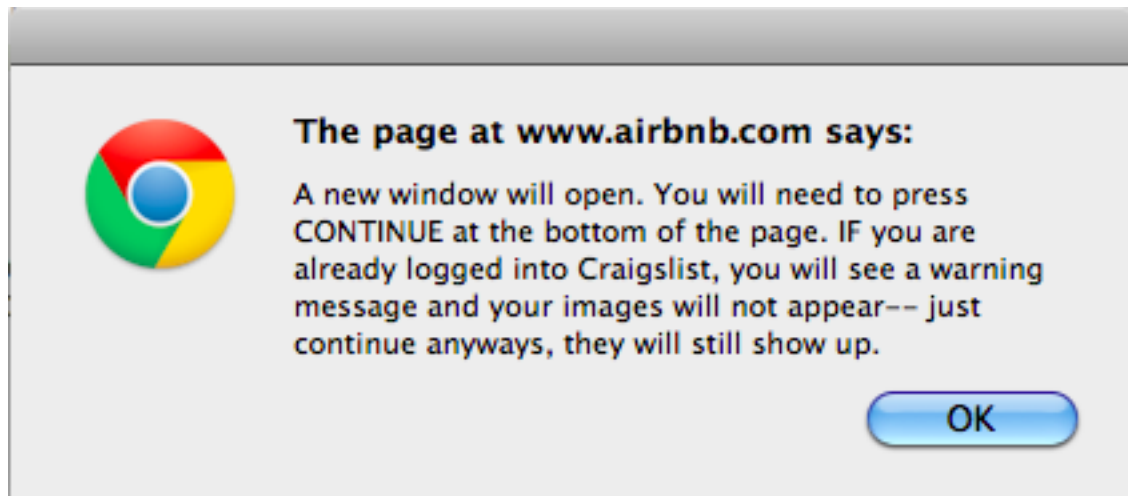 The page at www.airbnb.com says:
A new window will open. You will need to press
CONTINUE at the bottom of the page. IF you are
already logged into Craigslist, you will see a warning
message and your images will not appear-- just
continue anyways, they will still show up.
OK